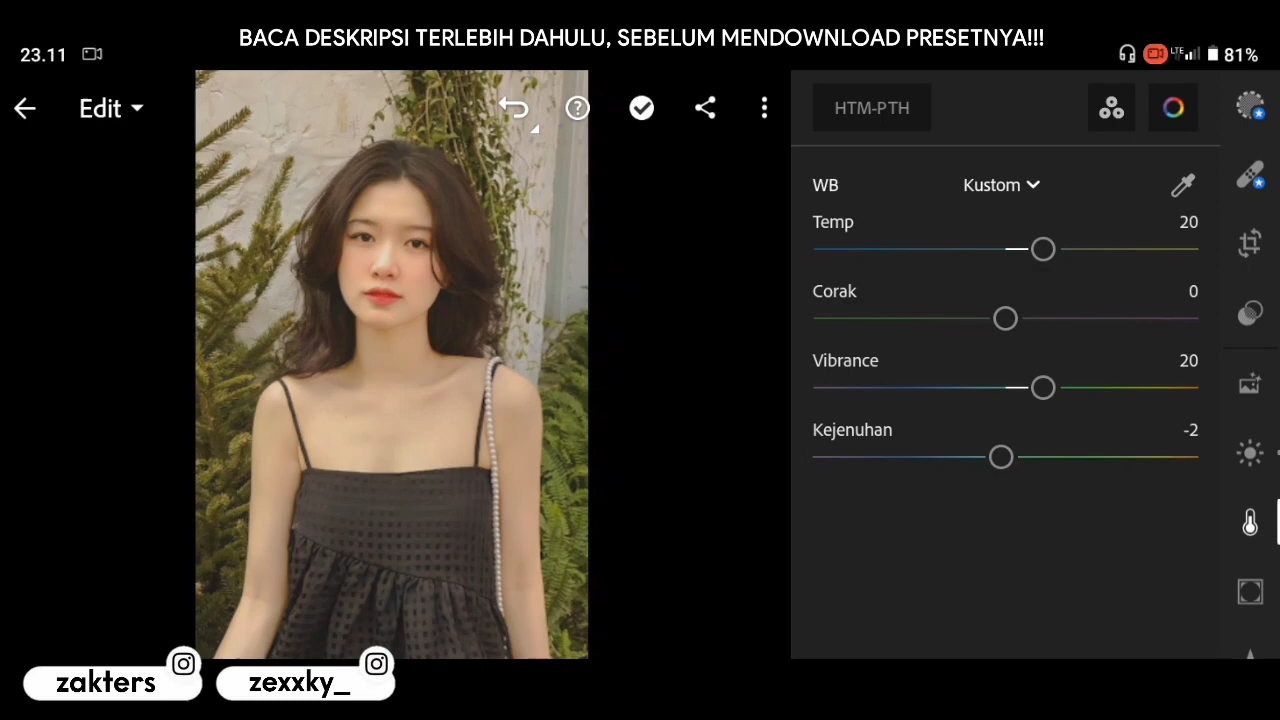 BACA DESKRIPSI TERLEBIH DAHULU, SEBELUM MENDOWNLOAD PRESETNYA!!!
23.11
LTE
81%
Edit
HTM-PTH
WB
Kustom
Temp
20
Corak
0
Vibrance
20
Kejenuhan
-2
zakters
zexxky_